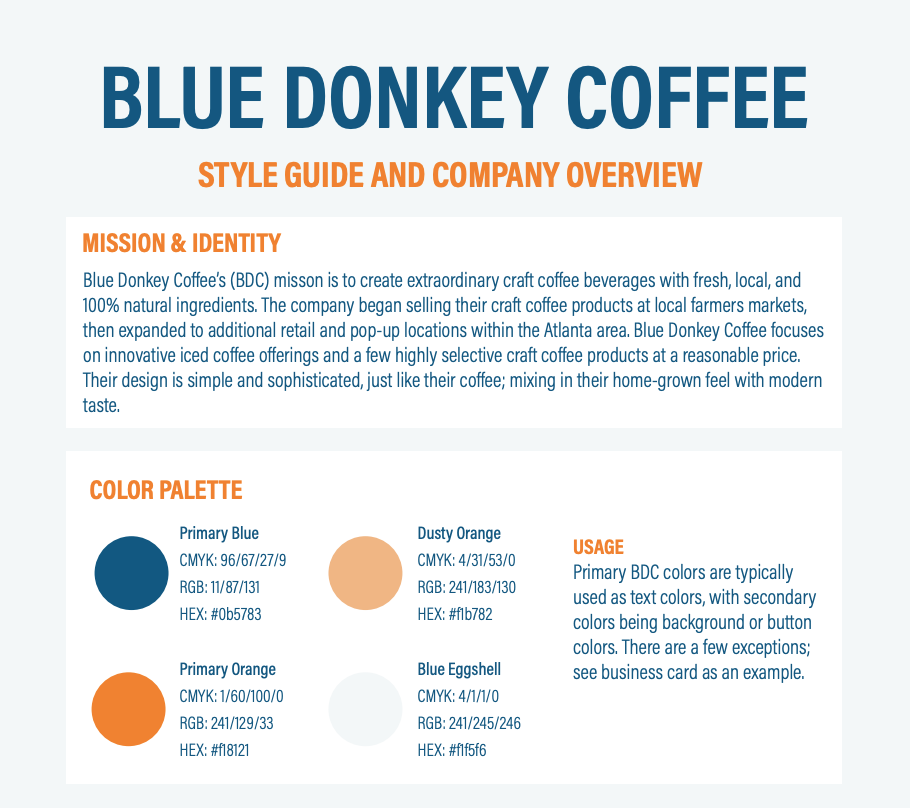 BLUE DONKEY COFFEE
STYLE GUIDE AND COMPANY OVERVIEW
MISSION & IDENTITY
Blue Donkey Coffee's (BDC) misson is to create extraordinary craft coffee beverages with fresh, local, and
100% natural ingredients. The company began selling their craft coffee products at local farmers markets,
then expanded to additional retail and pop-up locations within the Atlanta area. Blue Donkey Coffee focuses
on innovative iced coffee offerings and a few highly selective craft coffee products at a reasonable price.
Their design is simple and sophisticated, just like their coffee; mixing in their home-grown feel with modern
taste.
COLOR PALETTE
Primary Blue
CMYK: 96/67/27/9
RGB: 11/87/131
HEX: #0b5783
Dusty Orange
CMYK: 4/31/53/0
RGB: 241/183/130
HEX: #f1b782
Primary Orange
CMYK: 1/60/100/0
RGB: 241/129/33
HEX: #f18121
Blue Eggshell
CMYK: 4/1/1/0
RGB: 241/245/246
HEX: #f1f5f6
USAGE
Primary BDC colors are typically
used as text colors, with secondary
colors being background or button
colors. There are a few exceptions;
see business card as an example.